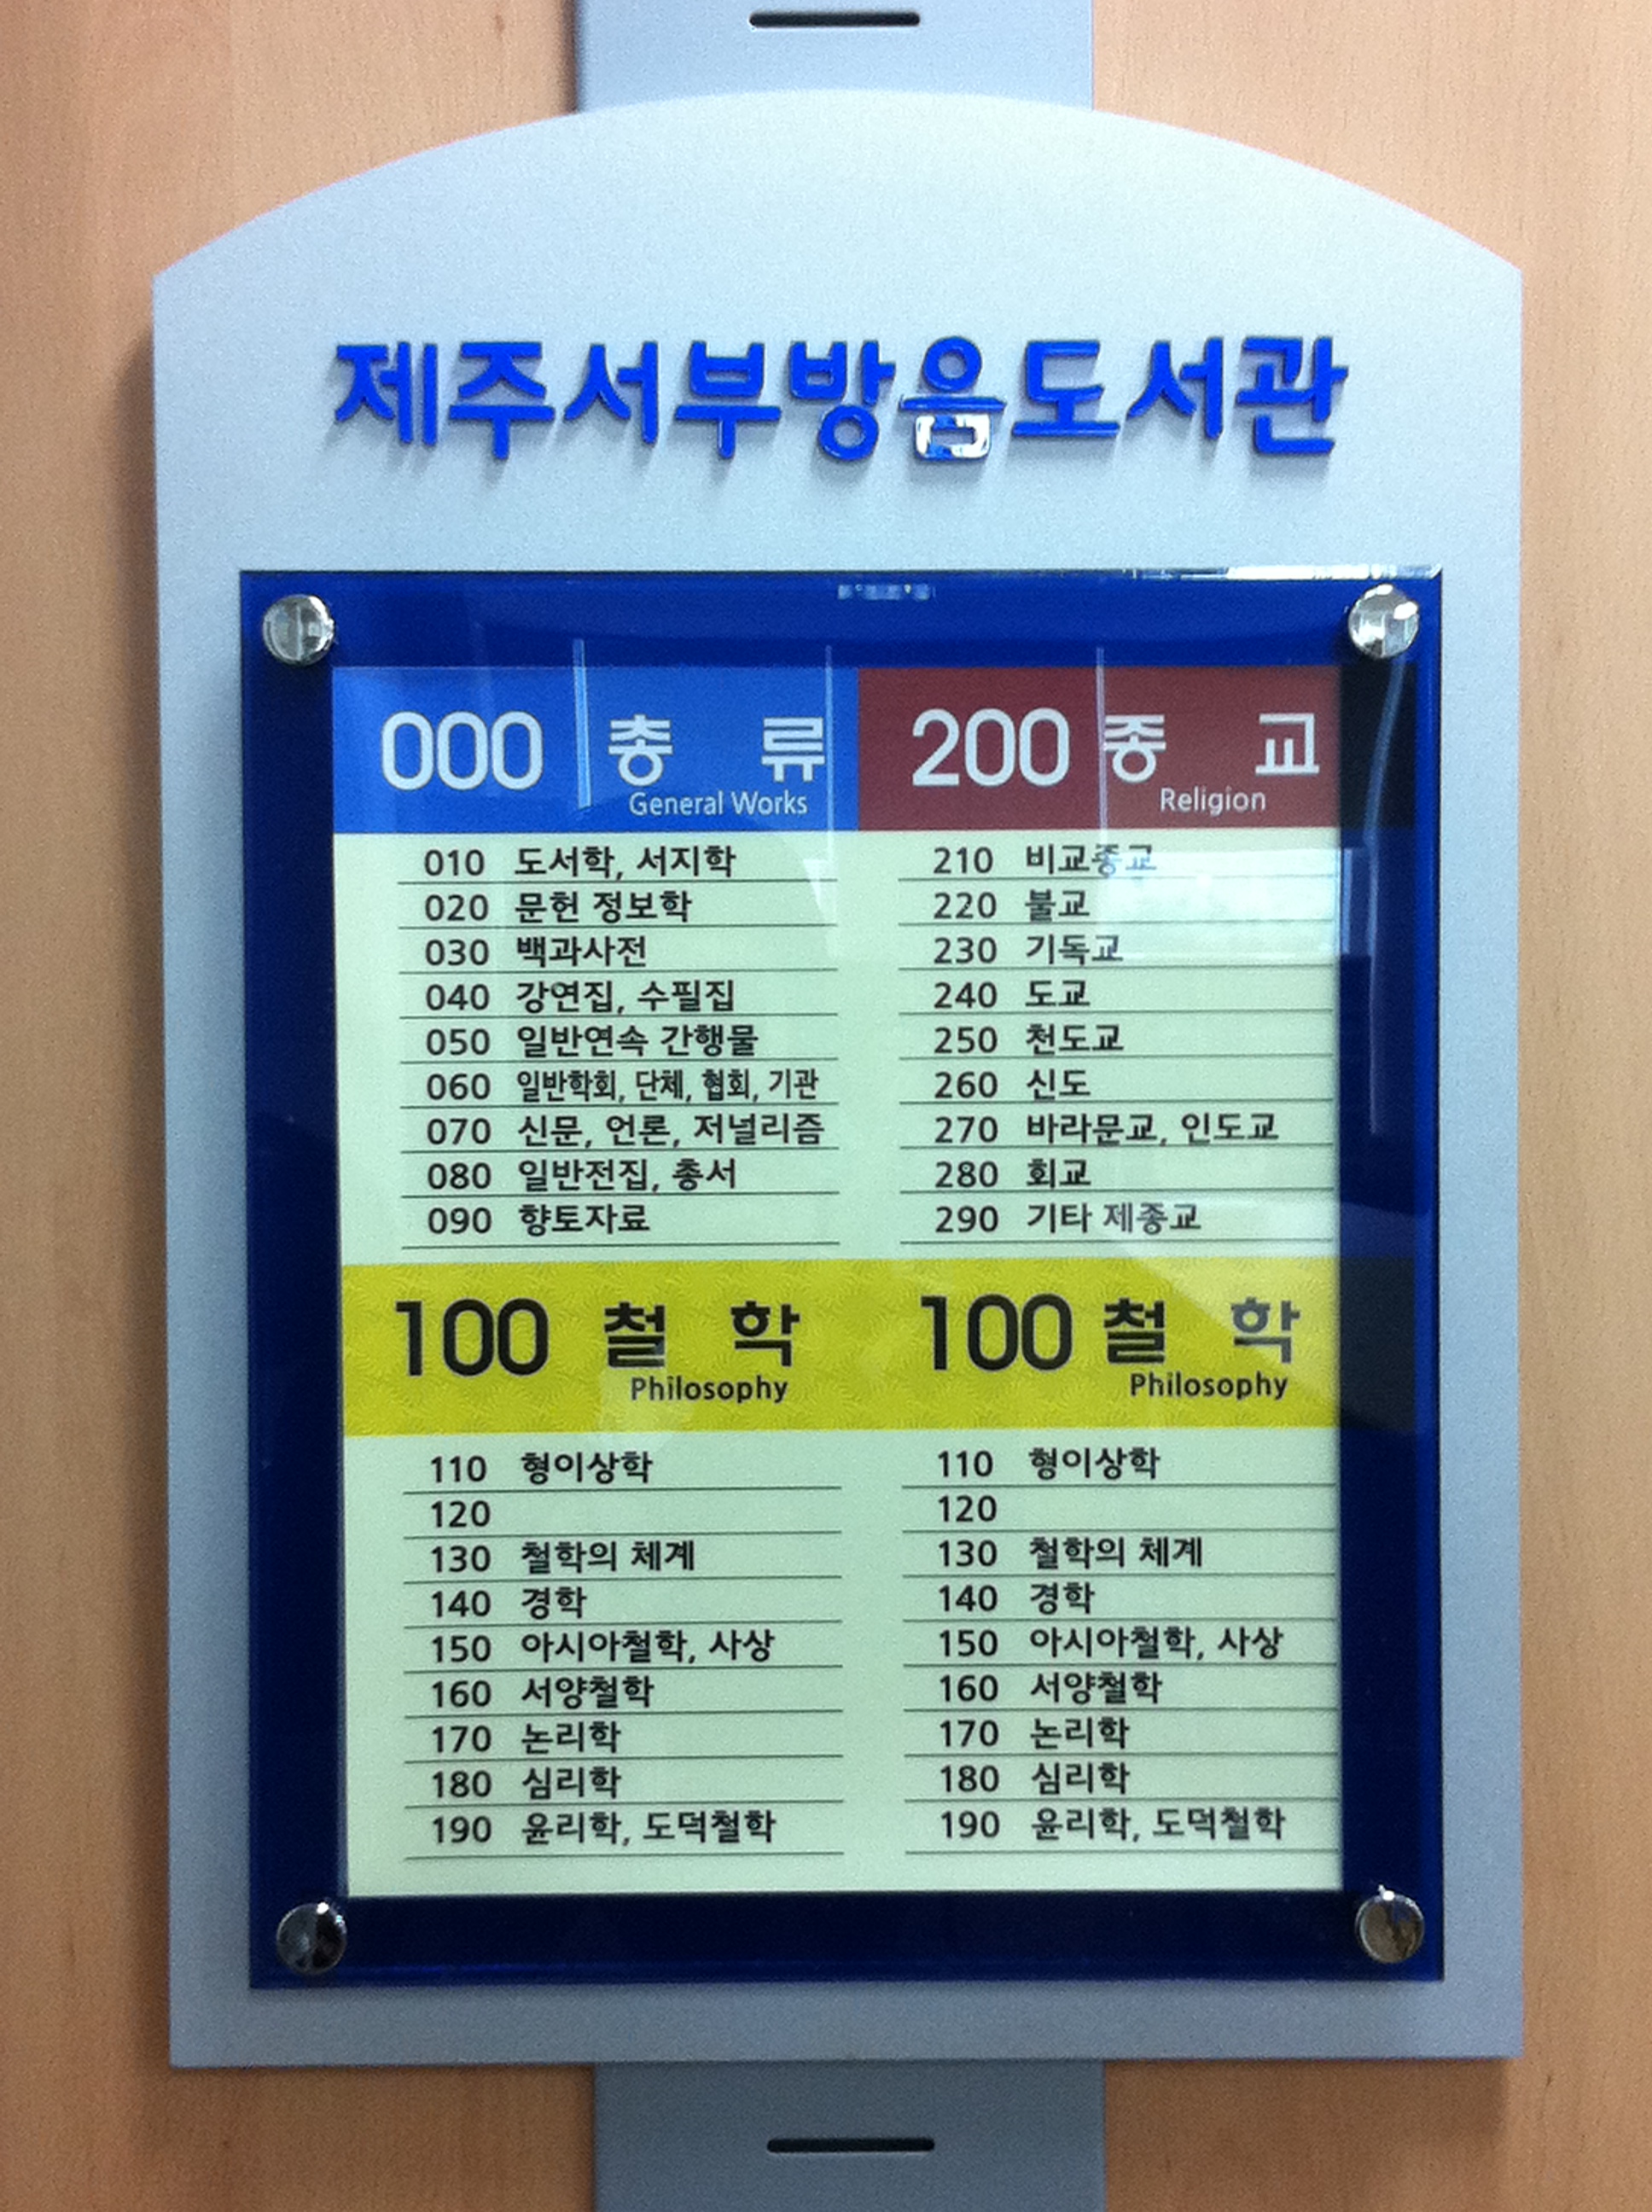 제주서부방음도서관
000 총 류
General Works
010 도서학, 서지학
020 문헌 정보학
030 백과사전
040 강연집, 수필집
050 일반연속 간행물
060 일반학회, 단체, 협회, 기관
070 신문, 언론, 저널리즘
080 일반전집, 총서
090 향토자료
200 종 교
Religion
210 비교종교
220 불교
230 기독교
240 도교
250 천도교
260 신도
270 바라문교, 인도교
280 회교
290 기타 제종교
100 철 학
Philosophy
110 형이상학
120
130 철학의 체계
140 경학
150 아시아철학, 사상
160 서양철학
170 논리학
180 심리학
190 윤리학, 도덕철학
100 철 학
Philosophy
110 형이상학
120
130 철학의 체계
140 경학
150 아시아철학, 사상
160 서양철학
170 논리학
180 심리학
190 윤리학, 도덕철학